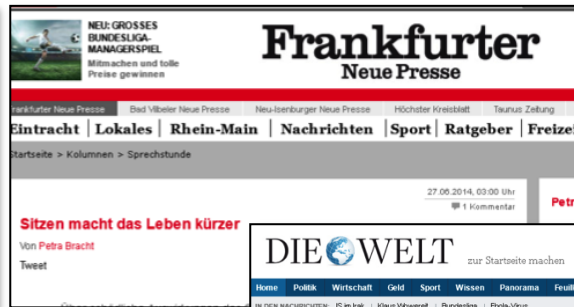 NEU: GROSSES
BUNDESLIGA-
MANAGERSPIEL
Mitmachen und tolle
Preise gewinnen
Frankfurter
Neue Presse
Frankfurter Neue Presse Bad Vilbeler Neue Presse Neu-Isenburger Neue Presse Höchster Kreisblatt Taunus Zeitung
Eintracht | Lokales | Rhein-Main | Nachrichten | Sport | Ratgeber | Freizei
Startseite > Kolumnen > Sprechstunde
27.06.2014, 03:00 Uhr
1 Kommentar
Petr
Sitzen macht das Leben kürzer
Von Petra Bracht
Tweet
DIE WELT zur Startseite machen
Home Politik Wirtschaft Geld Sport Wissen Panorama Feuill
IN DEN NACHRICHTEN: IS im Irak Klaus Wowereit Bundesliga Ebola-Virus